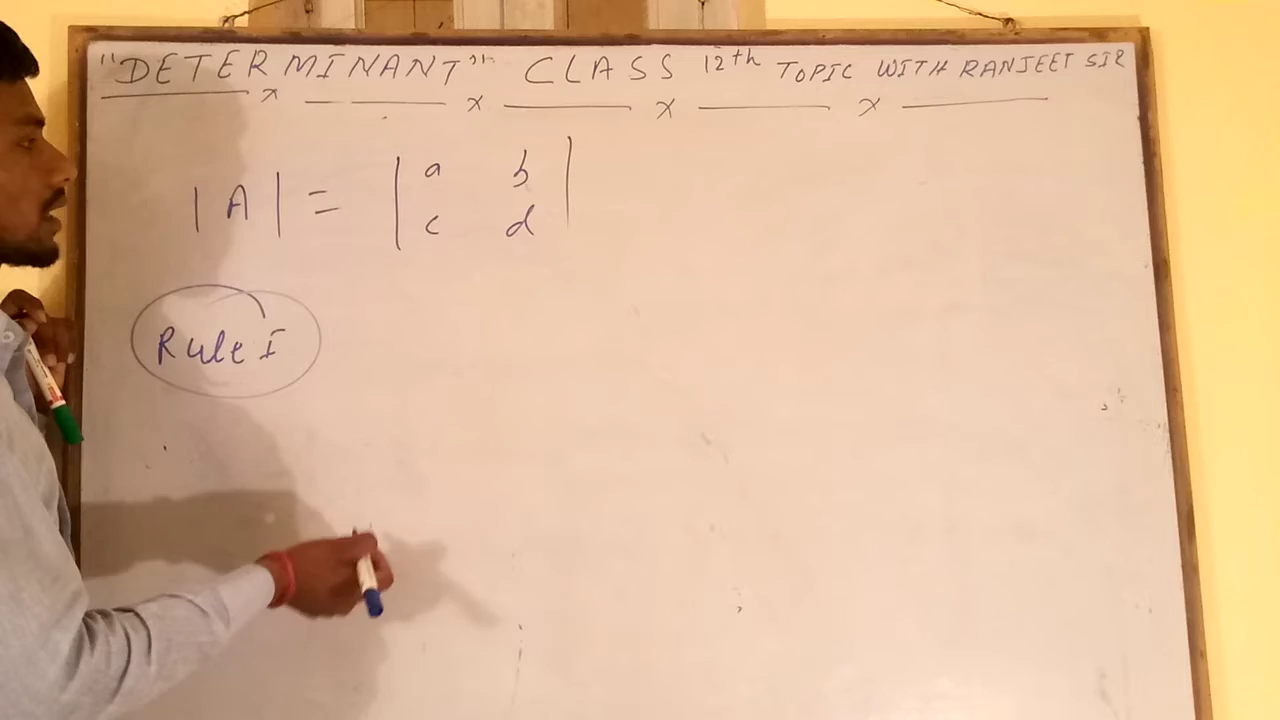 "DETERMINANT" CLASS 12th TOPIC WITH RANJEET SIR
|A| = | a b |
| c d |
Rule I